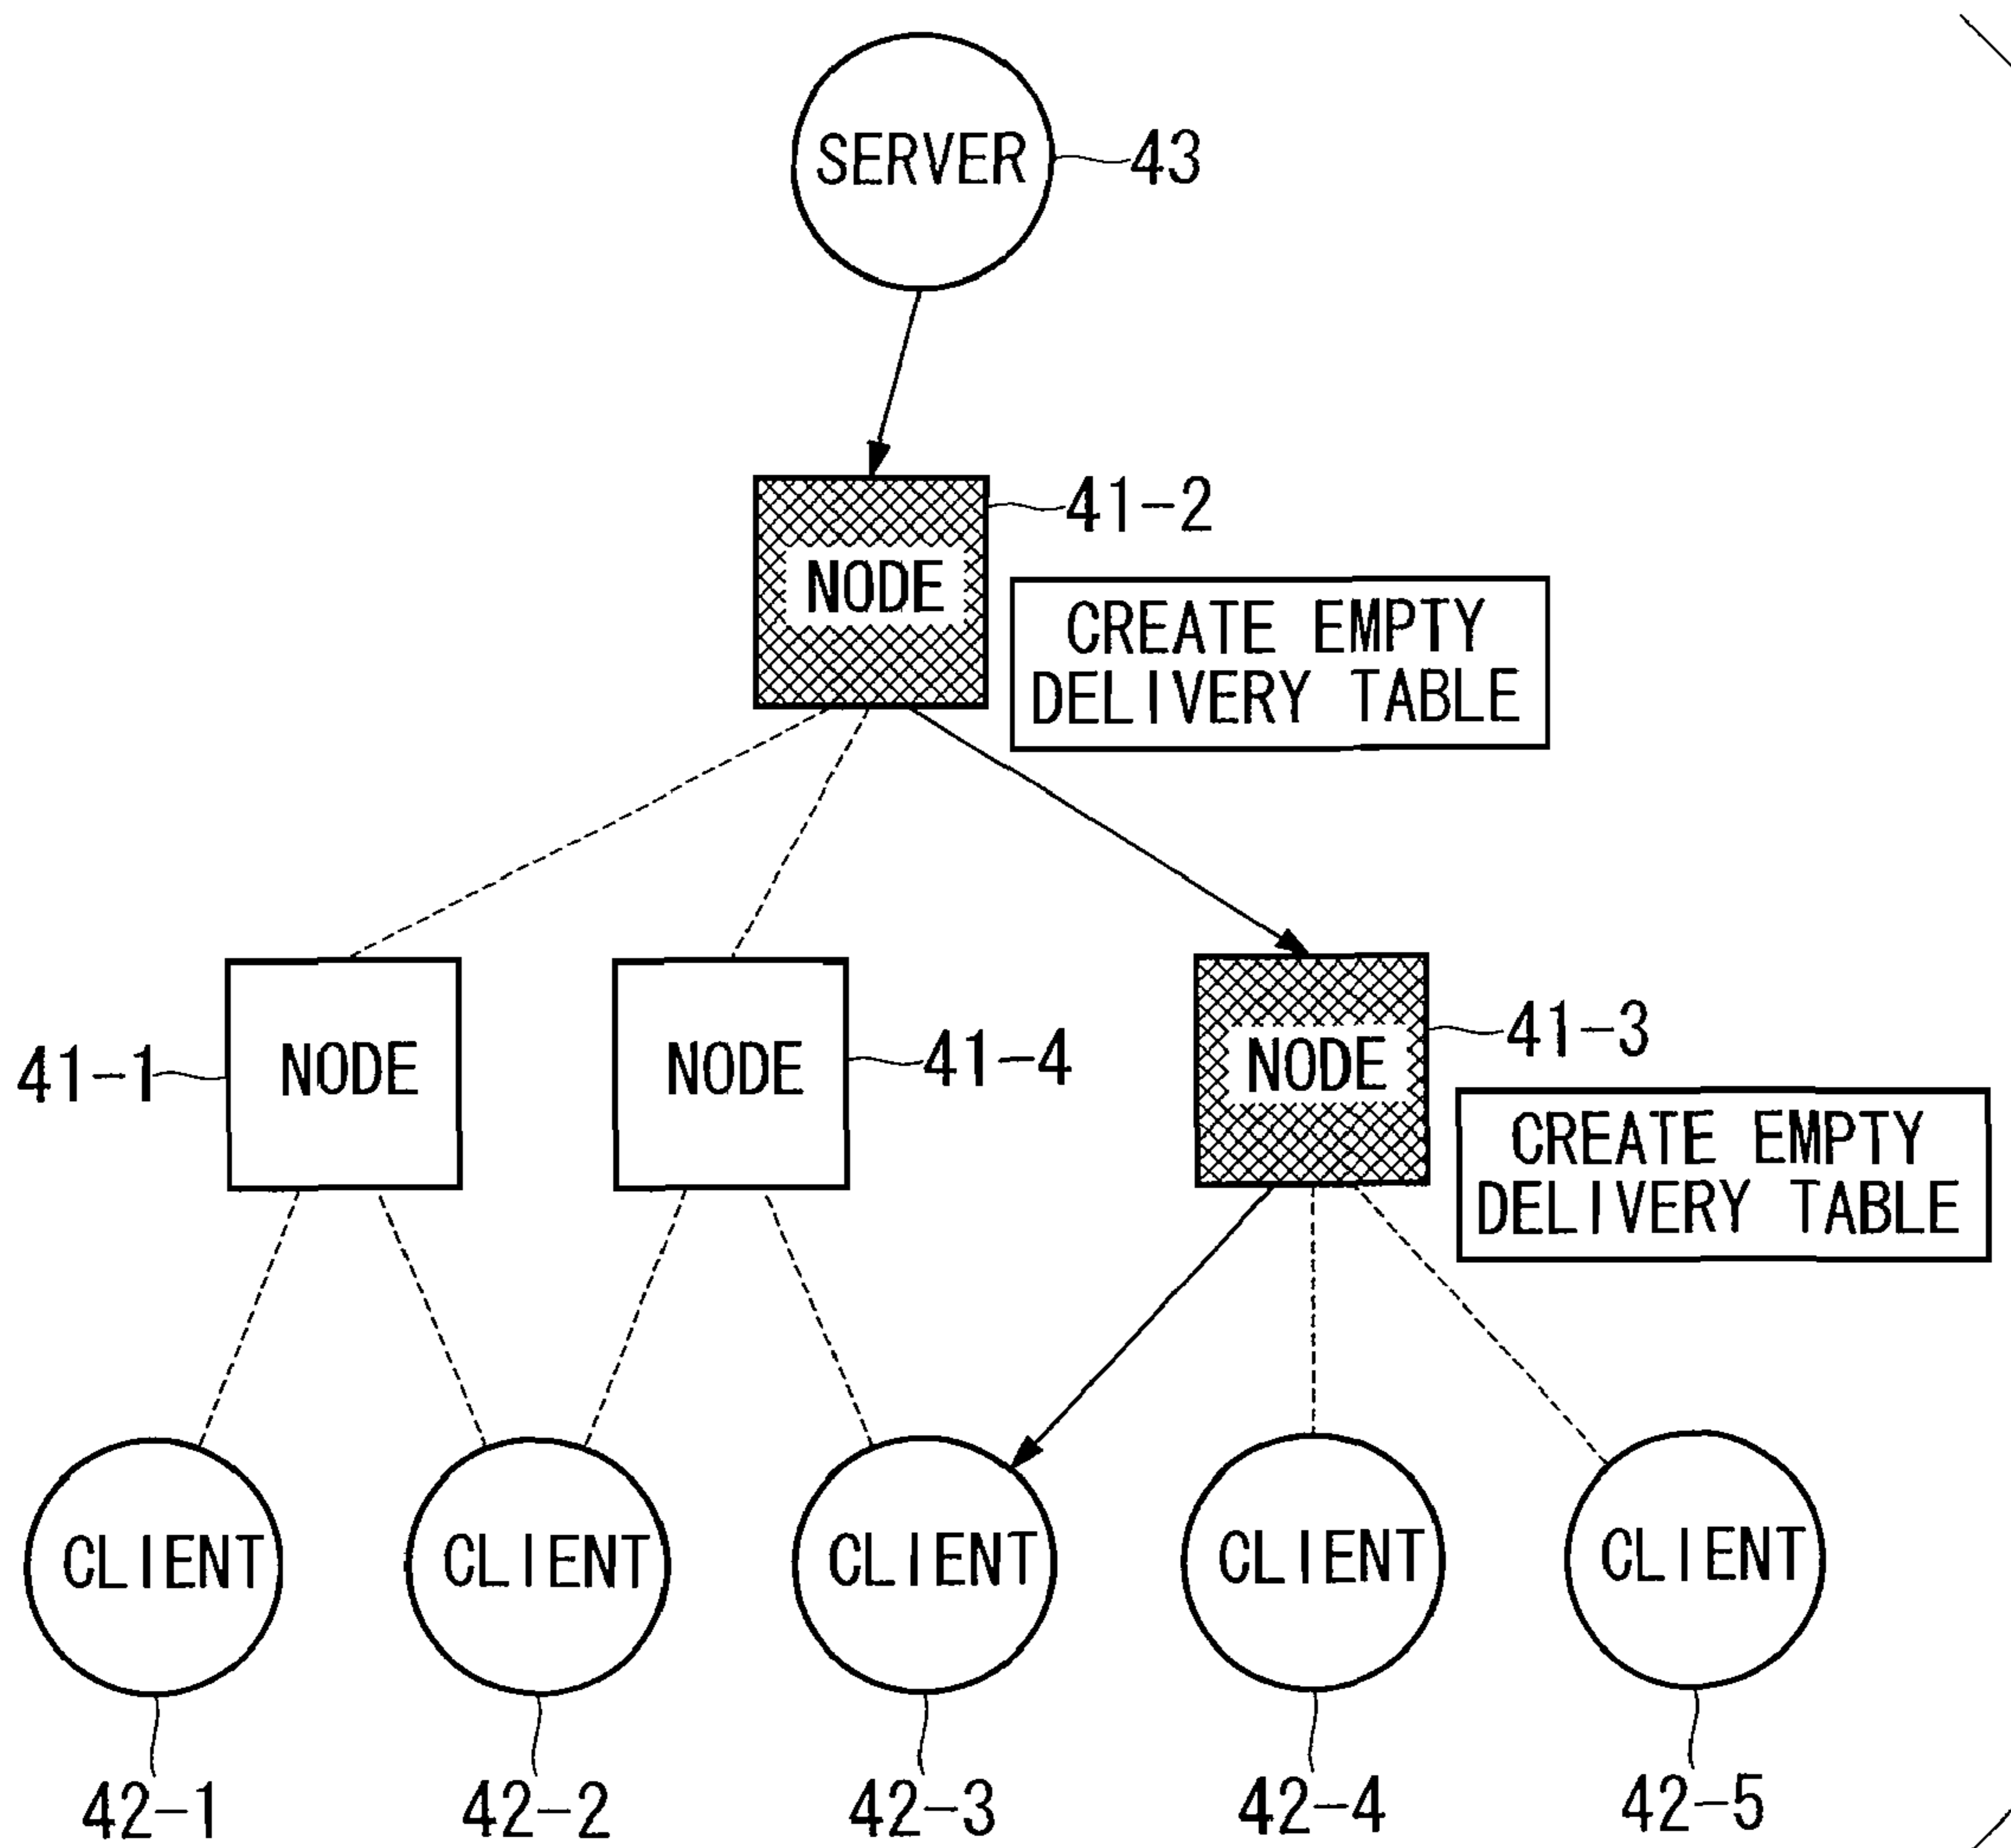 SERVER
43
41-2
NODE
CREATE EMPTY
DELIVERY TABLE
41-1
NODE
NODE
41-4
NODE
41-3
CREATE EMPTY
DELIVERY TABLE
CLIENT
CLIENT
CLIENT
CLIENT
CLIENT
42-1
42-2
42-3
42-4
42-5